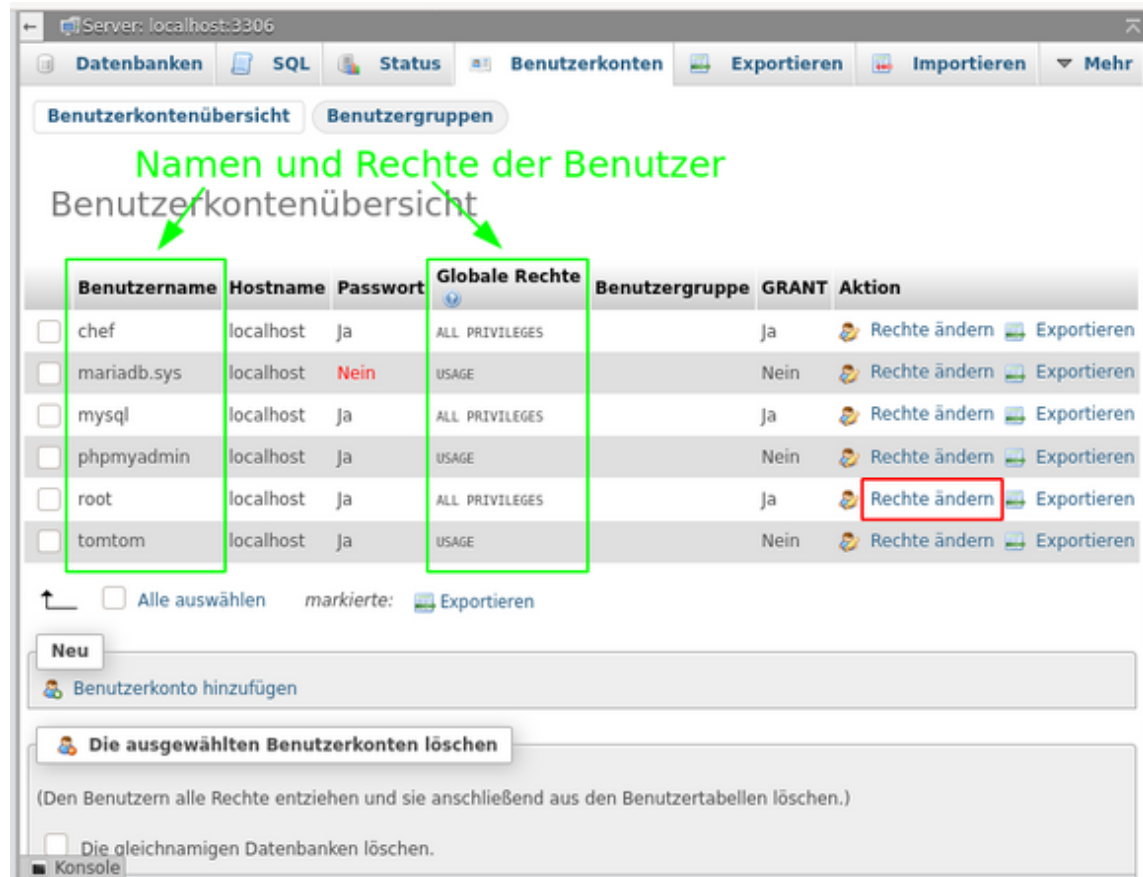 Server: localhost:3306
Datenbanken SQL Status Benutzerkonten Exportieren Importieren Mehr
Benutzerkontenübersicht Benutzergruppen
Namen und Rechte der Benutzer
Benutzerkontenübersicht
Benutzername Hostname Passwort Globale Rechte Benutzergruppe GRANT Aktion
chef localhost Ja ALL PRIVILEGES Ja Rechte ändern Exportieren
mariadb.sys localhost Nein USAGE Nein Rechte ändern Exportieren
mysql localhost Ja ALL PRIVILEGES Ja Rechte ändern Exportieren
phpmyadmin localhost Ja USAGE Nein Rechte ändern Exportieren
root localhost Ja ALL PRIVILEGES Ja Rechte ändern Exportieren
tomtom localhost Ja USAGE Nein Rechte ändern Exportieren
Alle auswählen markierte: Exportieren
Neu
Benutzerkonto hinzufügen
Die ausgewählten Benutzerkonten löschen
(Den Benutzern alle Rechte entziehen und sie anschließend aus den Benutzertabellen löschen.)
Die gleichnamigen Datenbanken löschen.
Konsole